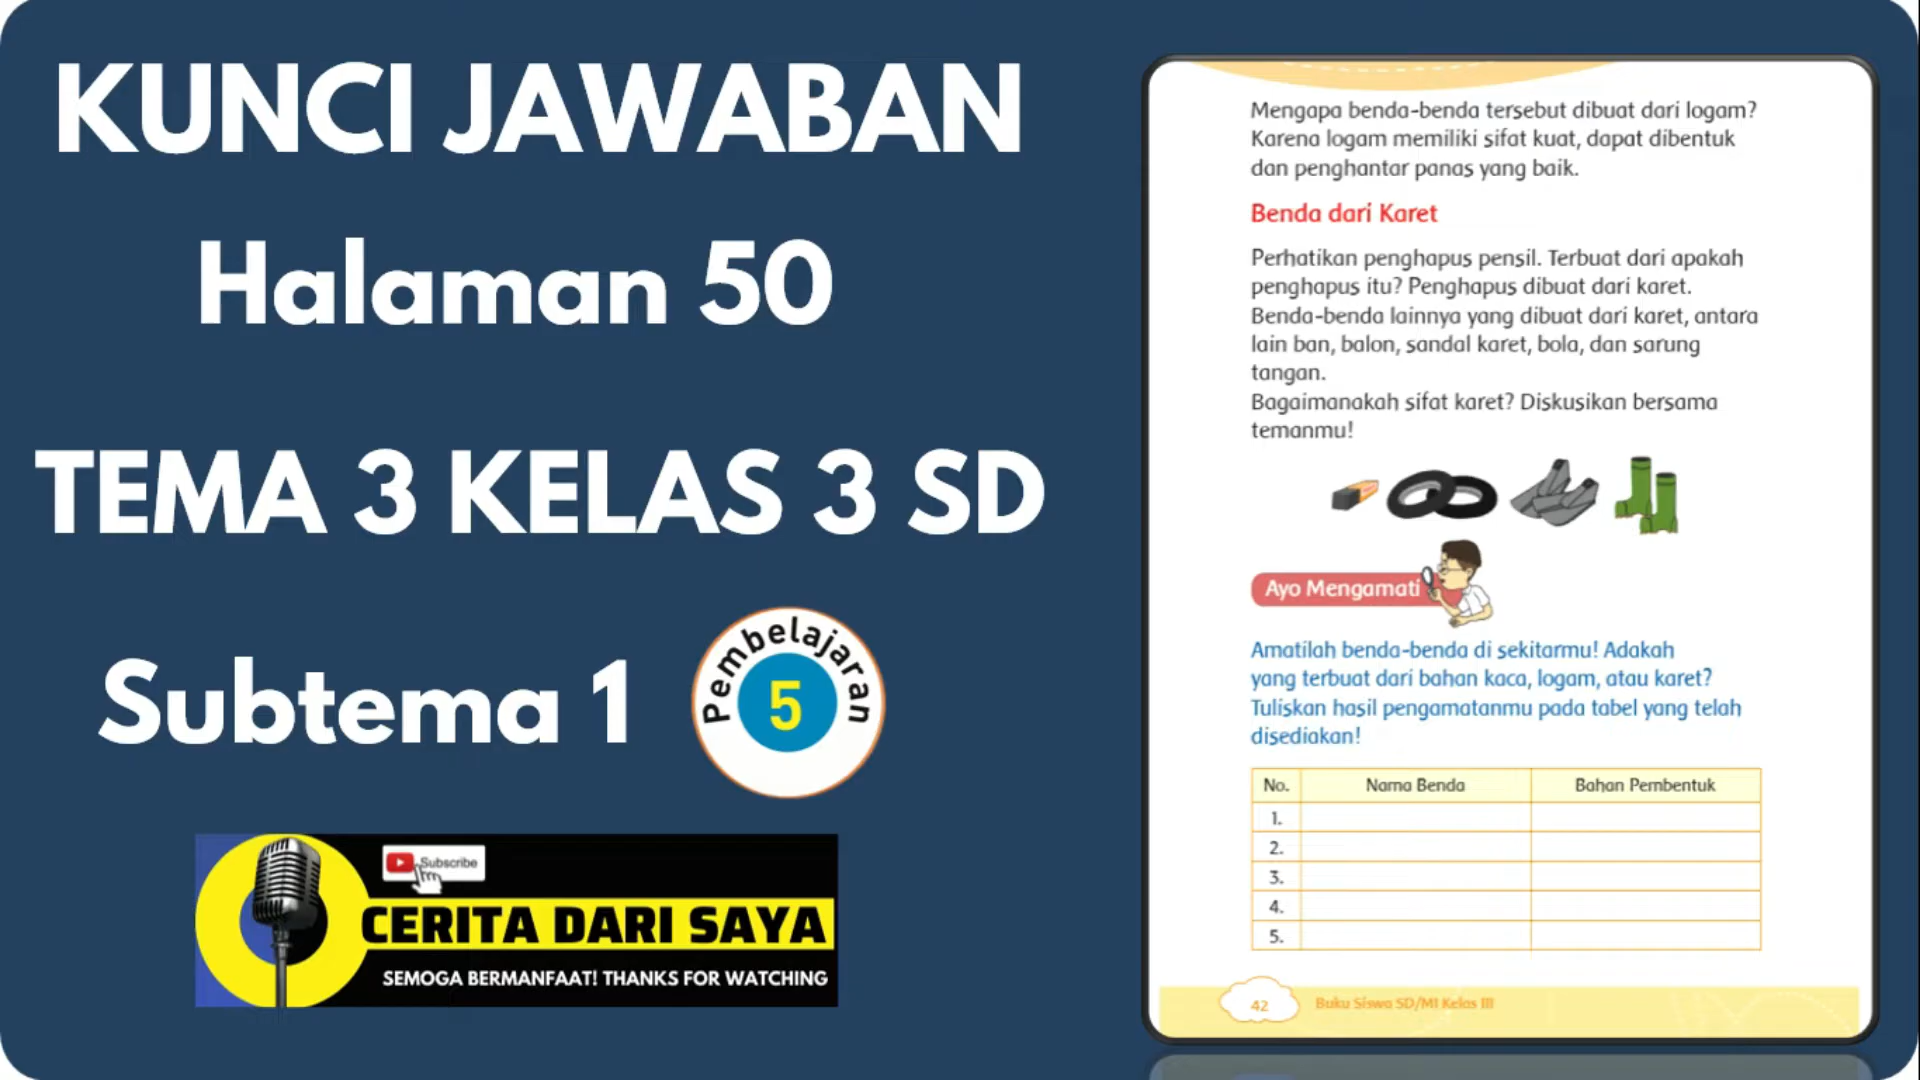 KUNCI JAWABAN
Halaman 50
TEMA 3 KELAS 3 SD
Subtema 1
Pembelajaran
5
Subscribe
CERITA DARI SAYA
SEMOGA BERMANFAAT! THANKS FOR WATCHING
Mengapa benda-benda tersebut dibuat dari logam?
Karena logam memiliki sifat kuat, dapat dibentuk
dan penghantar panas yang baik.
Benda dari Karet
Perhatikan penghapus pensil. Terbuat dari apakah
penghapus itu? Penghapus dibuat dari karet.
Benda-benda lainnya yang dibuat dari karet, antara
lain ban, balon, sandal karet, bola, dan sarung
tangan.
Bagaimanakah sifat karet? Diskusikan bersama
temanmu!
Ayo Mengamati
Amatilah benda-benda di sekitarmu! Adakah
yang terbuat dari bahan kaca, logam, atau karet?
Tuliskan hasil pengamatanmu pada tabel yang telah
disediakan!
No. Nama Benda Bahan Pembentuk
1.
2.
3.
4.
5.
42 Buku Siswa SD/MI Kelas III